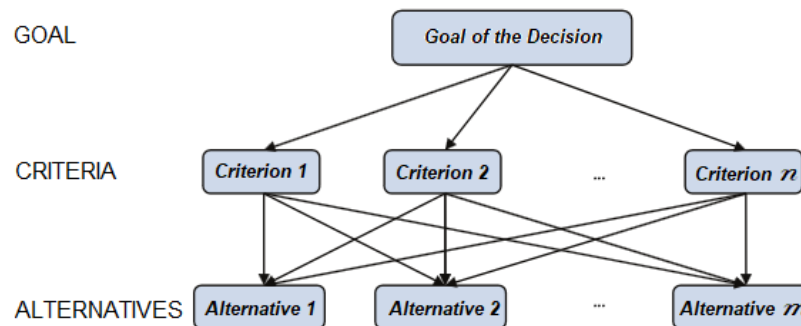 GOAL
Goal of the Decision
CRITERIA
Criterion 1
Criterion 2
...
Criterion n
ALTERNATIVES
Alternative 1
Alternative 2
...
Alternative m